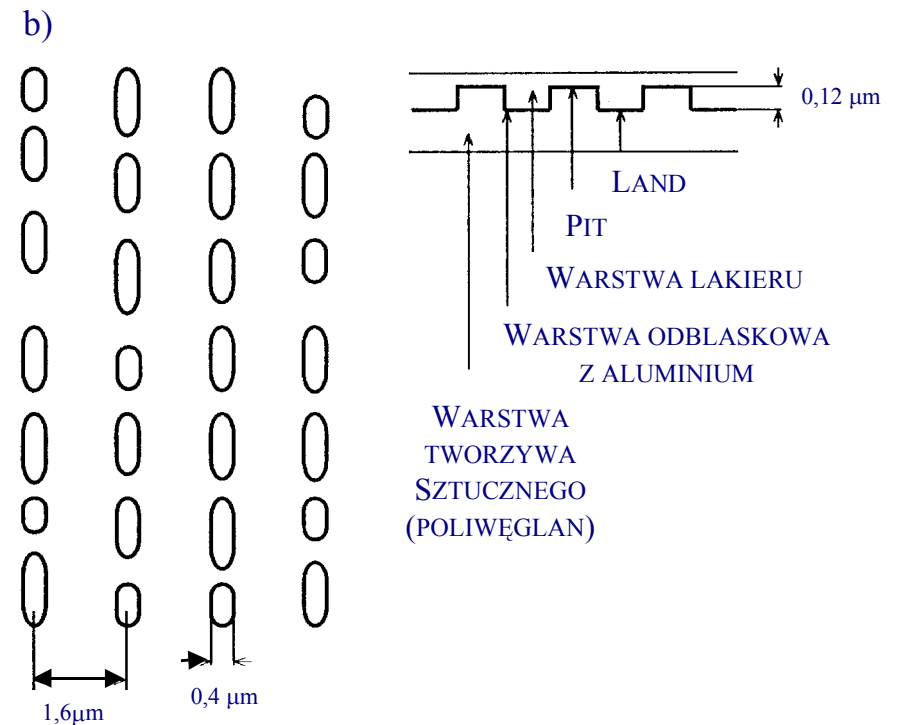 b)
0,12 µm
LAND
PIT
WARSTWA LAKIERU
WARSTWA ODBLASKOWA
Z ALUMINIUM
WARSTWA
TWORZYWA
SZTUCZNEGO
(POLIWĘGLAN)
1,6µm
0,4 µm